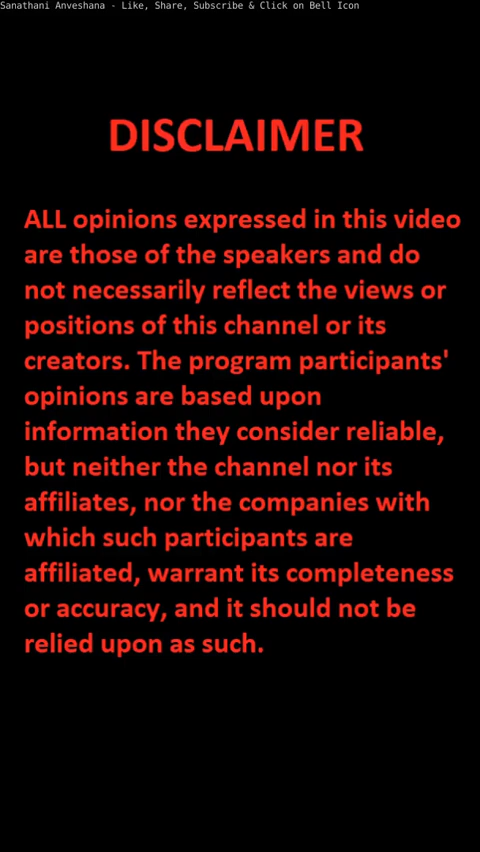 Sanathani Anveshana - Like, Share, Subscribe & Click on Bell Icon
DISCLAIMER
ALL opinions expressed in this video
are those of the speakers and do
not necessarily reflect the views or
positions of this channel or its
creators. The program participants'
opinions are based upon
information they consider reliable,
but neither the channel nor its
affiliates, nor the companies with
which such participants are
affiliated, warrant its completeness
or accuracy, and it should not be
relied upon as such.